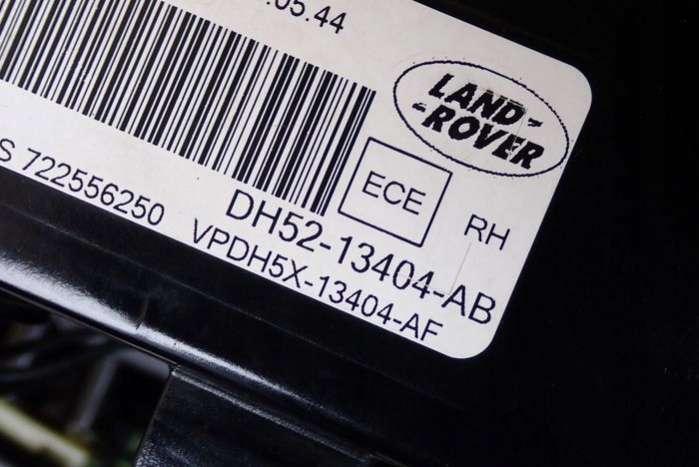 .05.44
LAND-
-ROVER
ECE
RH
S 722556250
DH52-13404-AB
VPDH5X-13404-AF